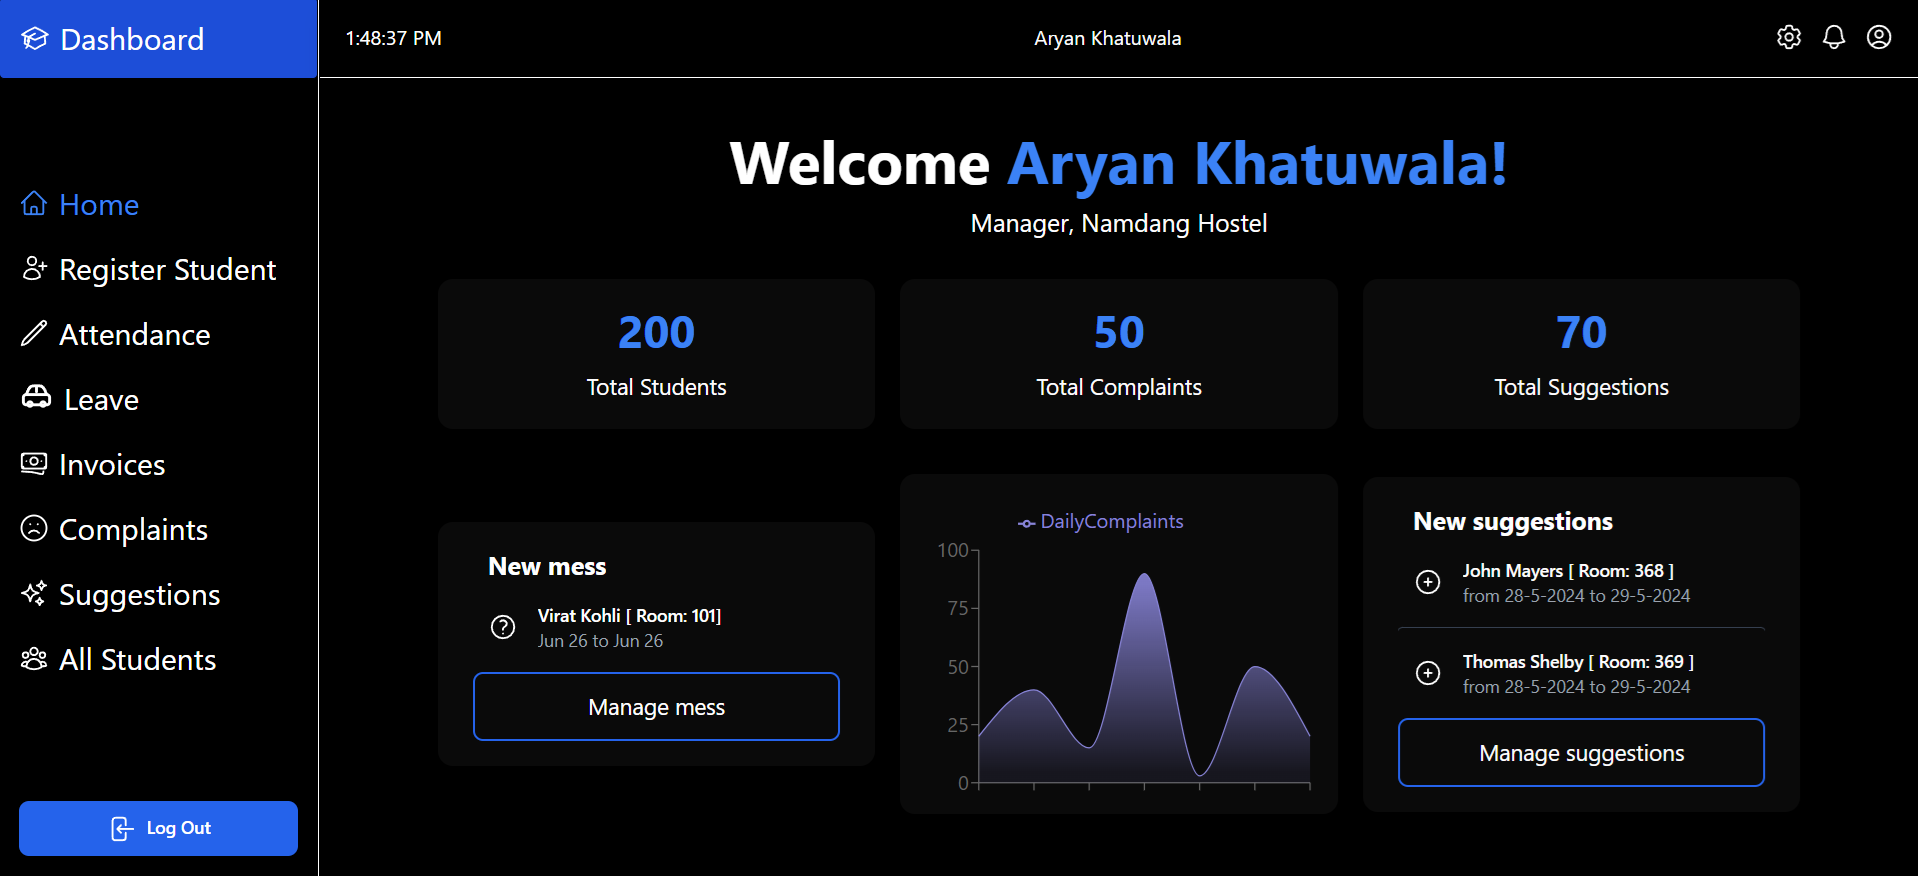 Dashboard
1:48:37 PM
Aryan Khatuwala
Home
Register Student
Attendance
Leave
Invoices
Complaints
Suggestions
All Students
Log Out
Welcome Aryan Khatuwala!
Manager, Namdang Hostel
200
Total Students
50
Total Complaints
70
Total Suggestions
New mess
Virat Kohli [ Room: 101]
Jun 26 to Jun 26
Manage mess
DailyComplaints
100
75
50
25
0
New suggestions
John Mayers [ Room: 368 ]
from 28-5-2024 to 29-5-2024
Thomas Shelby [ Room: 369 ]
from 28-5-2024 to 29-5-2024
Manage suggestions